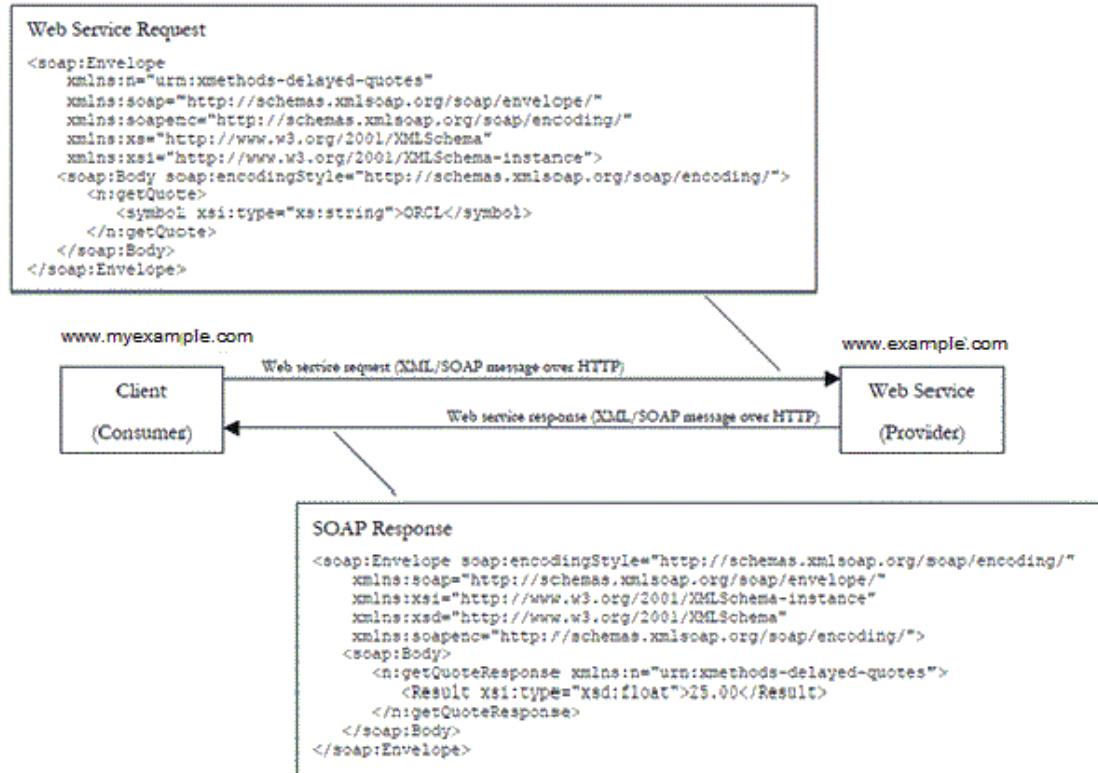 Web Service Request
<soap:Envelope
xmlns:n="urn:xmethods-delayed-quotes"
xmlns:soap="http://schemas.xmlsoap.org/soap/envelope/"
xmlns:soapenc="http://schemas.xmlsoap.org/soap/encoding/"
xmlns:xs="http://www.w3.org/2001/XMLSchema"
xmlns:xsi="http://www.w3.org/2001/XMLSchema-instance">
<soap:Body soap:encodingStyle="http://schemas.xmlsoap.org/soap/encoding/">
<n:getQuote>
<symbol xsi:type="xs:string">ORCL</symbol>
</n:getQuote>
</soap:Body>
</soap:Envelope>
www.myexample.com
www.example.com
Web service request (XML/SOAP message over HTTP)
Client
(Consumer)
Web Service
(Provider)
Web service response (XML/SOAP message over HTTP)
SOAP Response
<soap:Envelope soap:encodingStyle="http://schemas.xmlsoap.org/soap/encoding/"
xmlns:soap="http://schemas.xmlsoap.org/soap/envelope/"
xmlns:xsi="http://www.w3.org/2001/XMLSchema-instance"
xmlns:xsd="http://www.w3.org/2001/XMLSchema"
xmlns:soapenc="http://schemas.xmlsoap.org/soap/encoding/">
<soap:Body>
<n:getQuoteResponse xmlns:n="urn:xmethods-delayed-quotes">
<Result xsi:type="xsd:float">25.00</Result>
</n:getQuoteResponse>
</soap:Body>
</soap:Envelope>